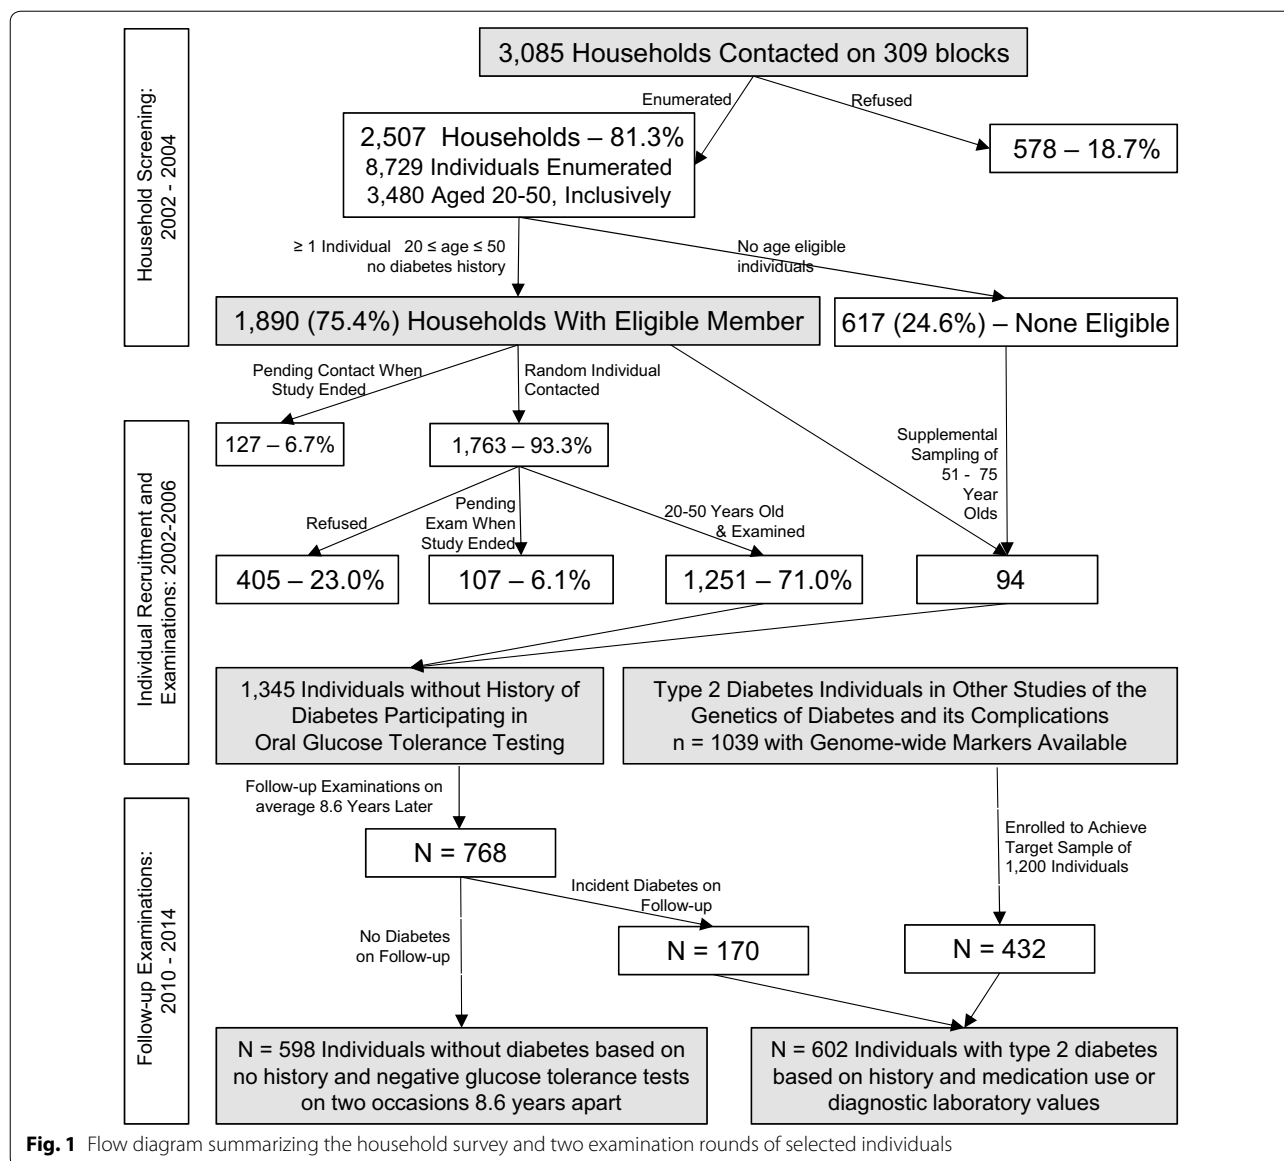 Household Screening:
2002 - 2004
3,085 Households Contacted on 309 blocks
Enumerated
Refused
2,507 Households – 81.3%
8,729 Individuals Enumerated
3,480 Aged 20-50, Inclusively
578 – 18.7%
≥ 1 Individual 20 ≤ age ≤ 50
no diabetes history
No age eligible
individuals
1,890 (75.4%) Households With Eligible Member
617 (24.6%) – None Eligible
Individual Recruitment and
Examinations: 2002-2006
Pending Contact When
Study Ended
Random Individual
Contacted
127 – 6.7%
1,763 – 93.3%
Supplemental
Sampling of
51 - 75
Year
Olds
Refused
Pending
Exam When
Study Ended
20-50 Years Old
& Examined
405 – 23.0%
107 – 6.1%
1,251 – 71.0%
94
1,345 Individuals without History of
Diabetes Participating in
Oral Glucose Tolerance Testing
Type 2 Diabetes Individuals in Other Studies of the
Genetics of Diabetes and its Complications
n = 1039 with Genome-wide Markers Available
Follow-up Examinations:
2010 - 2014
Follow-up Examinations on
average 8.6 Years Later
Enrolled to Achieve
Target Sample of
1,200 Individuals
N = 768
Incident Diabetes on
Follow-up
No Diabetes
on Follow-up
N = 170
N = 432
N = 598 Individuals without diabetes based on
no history and negative glucose tolerance tests
on two occasions 8.6 years apart
N = 602 Individuals with type 2 diabetes
based on history and medication use or
diagnostic laboratory values
Fig. 1 Flow diagram summarizing the household survey and two examination rounds of selected individuals